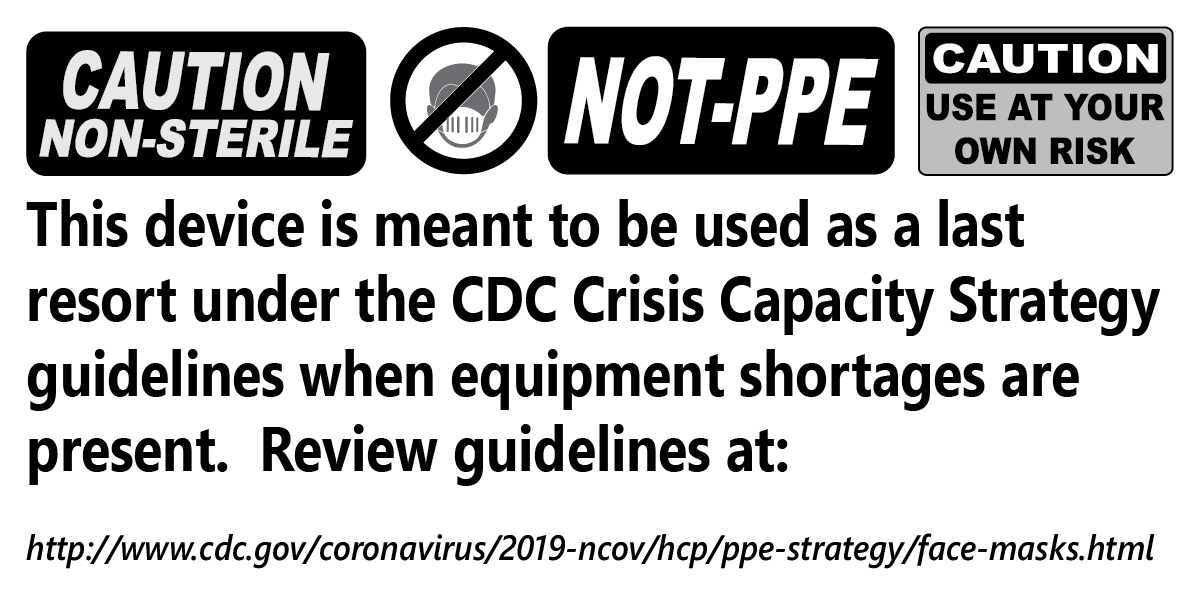 CAUTION
NON-STERILE
NOT-PPE
CAUTION
USE AT YOUR
OWN RISK
This device is meant to be used as a last
resort under the CDC Crisis Capacity Strategy
guidelines when equipment shortages are
present.  Review guidelines at:
http://www.cdc.gov/coronavirus/2019-ncov/hcp/ppe-strategy/face-masks.html